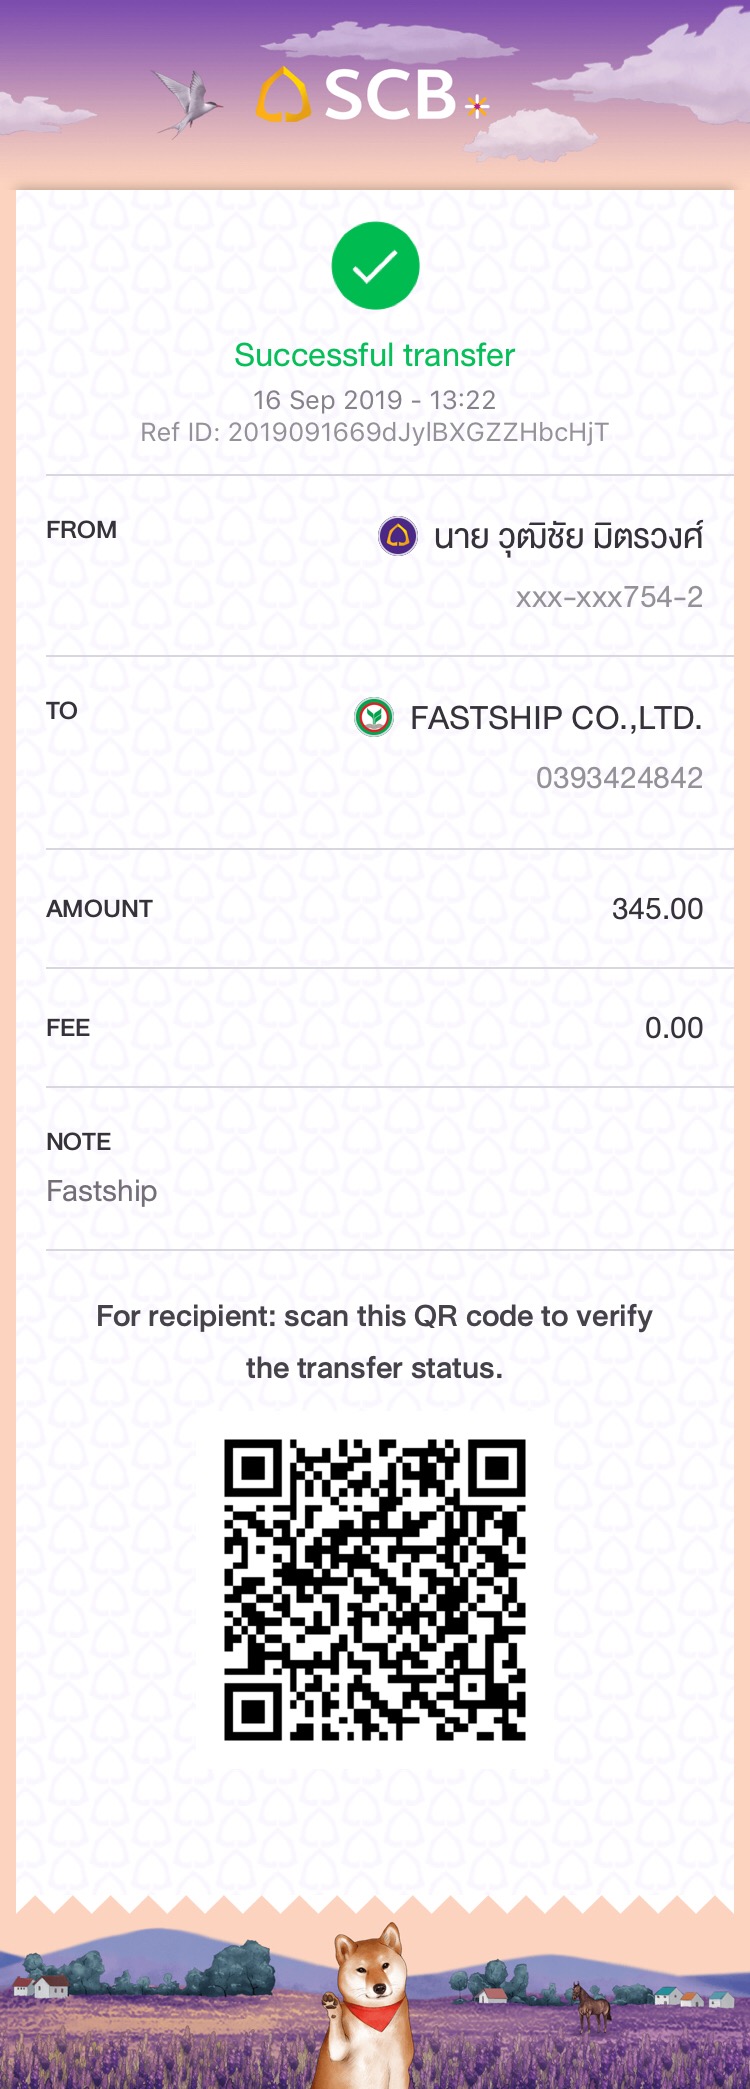 SCB
Successful transfer
16 Sep 2019 - 13:22
Ref ID: 2019091669dJylBXGZZHbcHjT
FROM
นาย วุฒิชัย มิตรวงศ์
xxx-xxx754-2
TO
FASTSHIP CO.,LTD.
0393424842
AMOUNT
345.00
FEE
0.00
NOTE
Fastship
For recipient: scan this QR code to verify
the transfer status.